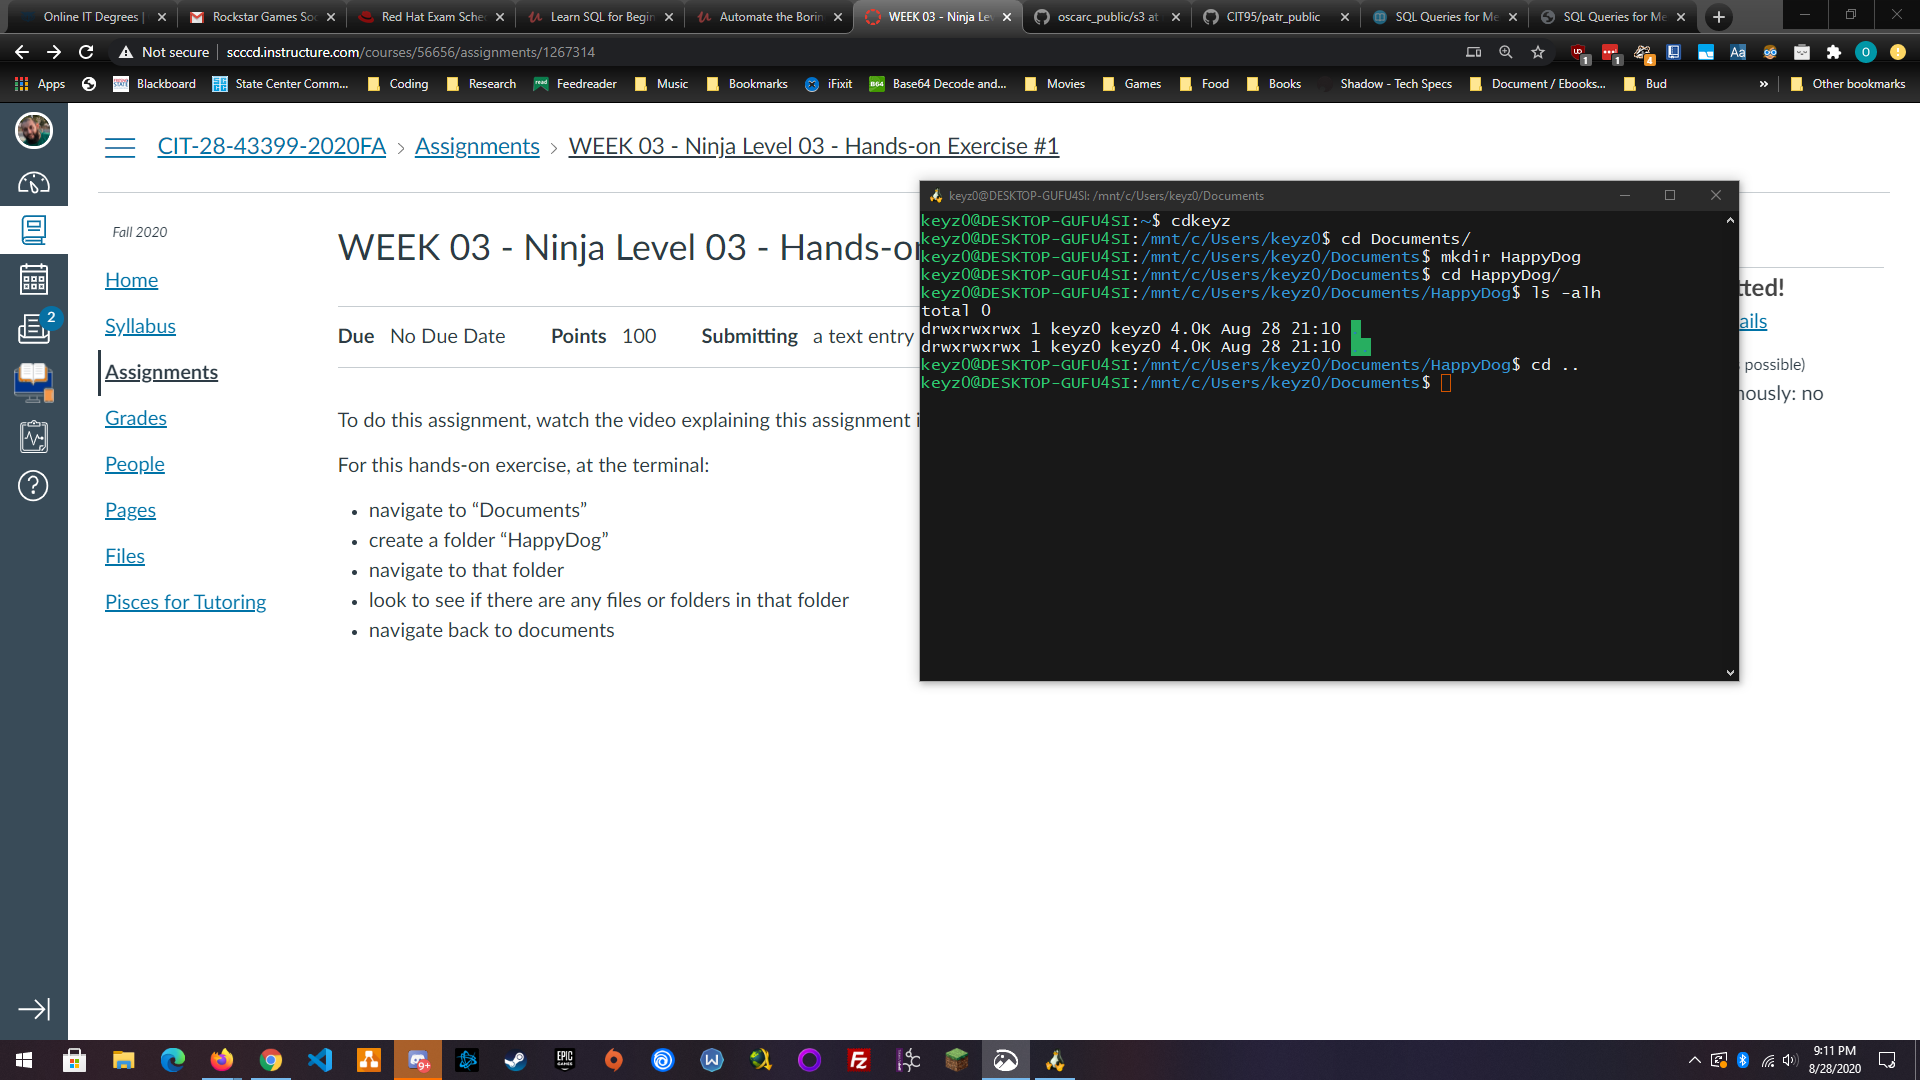 Online IT Degrees |
Rockstar Games Soc
Red Hat Exam Sche
Learn SQL for Begin
Automate the Borin
WEEK 03 - Ninja Lev
oscarc_public/s3 at
CIT95/patr_public
SQL Queries for Me
SQL Queries for Me
Not secure
scccd.instructure.com/courses/56656/assignments/1267314
Apps
Blackboard
State Center Comm...
Coding
Research
Feedreader
Music
Bookmarks
iFixit
Base64 Decode and...
Movies
Games
Food
Books
Shadow - Tech Specs
Document / Ebooks...
Bud
»
Other bookmarks
CIT-28-43399-2020FA › Assignments › WEEK 03 - Ninja Level 03 - Hands-on Exercise #1
Fall 2020
Home
Syllabus
Assignments
Grades
People
Pages
Files
Pisces for Tutoring
2
WEEK 03 - Ninja Level 03 - Hands-on
Due No Due Date Points 100 Submitting a text entry
To do this assignment, watch the video explaining this assignment i
For this hands-on exercise, at the terminal:
• navigate to “Documents”
• create a folder “HappyDog”
• navigate to that folder
• look to see if there are any files or folders in that folder
• navigate back to documents
keyz0@DESKTOP-GUFU4SI: /mnt/c/Users/keyz0/Documents
keyz0@DESKTOP-GUFU4SI:~$ cdkeyz
keyz0@DESKTOP-GUFU4SI:/mnt/c/Users/keyz0$ cd Documents/
keyz0@DESKTOP-GUFU4SI:/mnt/c/Users/keyz0/Documents$ mkdir HappyDog
keyz0@DESKTOP-GUFU4SI:/mnt/c/Users/keyz0/Documents$ cd HappyDog/
keyz0@DESKTOP-GUFU4SI:/mnt/c/Users/keyz0/Documents/HappyDog$ ls -alh
total 0
drwxrwxrwx 1 keyz0 keyz0 4.0K Aug 28 21:10 .
drwxrwxrwx 1 keyz0 keyz0 4.0K Aug 28 21:10 ..
keyz0@DESKTOP-GUFU4SI:/mnt/c/Users/keyz0/Documents/HappyDog$ cd ..
keyz0@DESKTOP-GUFU4SI:/mnt/c/Users/keyz0/Documents$
tted!
ails
possible)
nously: no
9:11 PM
8/28/2020